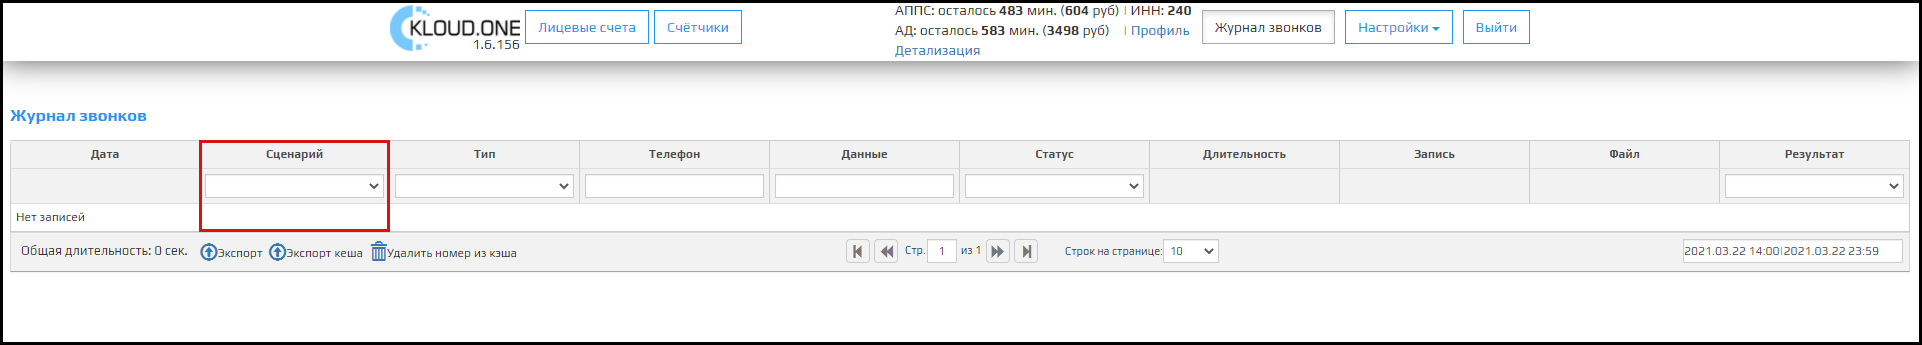 KLOUD.ONE
1.6.156
Лицевые счета
Счётчики
АППС: осталось 483 мин. (604 руб) | ИНН: 240
АД: осталось 583 мин. (3498 руб) | Профиль
Детализация
Журнал звонков
Настройки
Выйти
Журнал звонков
Дата Сценарий Тип Телефон Данные Статус Длительность Запись Файл Результат
Нет записей
Общая длительность: 0 сек. Экспорт Экспорт кеша Удалить номер из кэша Стр. 1 из 1 Строк на странице: 10 2021.03.22 14:00|2021.03.22 23:59